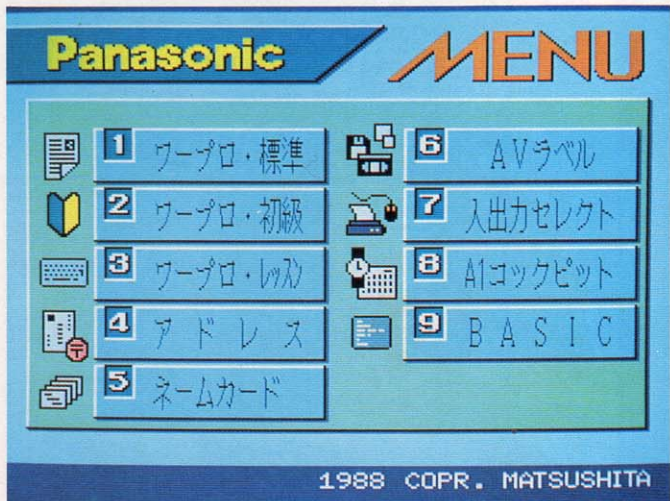 Panasonic
MENU
1 ワープロ・標準
2 ワープロ・初級
3 ワープロ・レッスン
4 アドレス
5 ネームカード
6 AVラベル
7 入出力セレクト
8 A1コックピット
9 BASIC
1988 COPR. MATSUSHITA